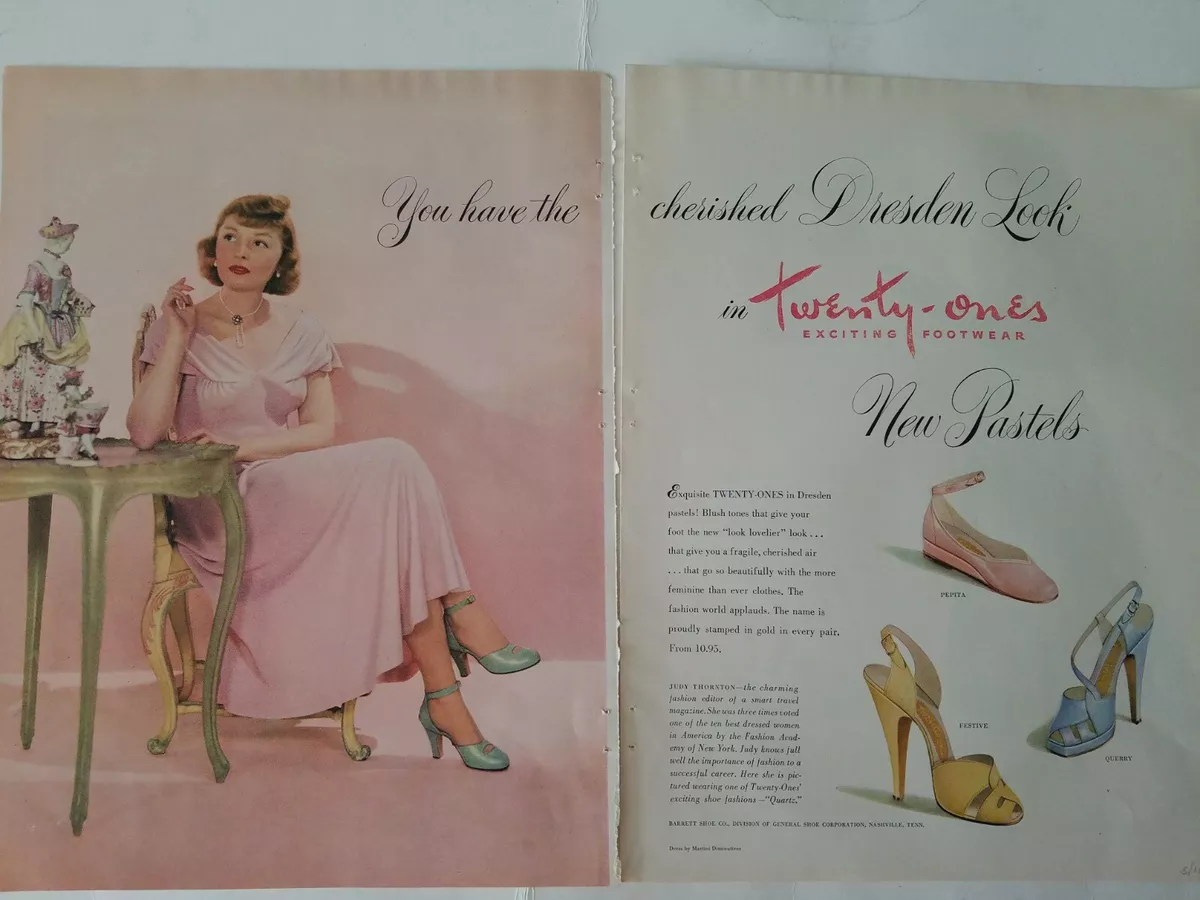 You have the cherished Dresden Look
in Twenty-ones
EXCITING FOOTWEAR
New Pastels
Exquisite TWENTY-ONES in Dresden
pastels! Blush tones that give your
foot the new "look lovelier" look...
that give you a fragile, cherished air
...that go so beautifully with the more
feminine than ever clothes. The
fashion world applauds. The name is
proudly stamped in gold in every pair.
From 10.95.
JUDY THORNTON—the charming
fashion editor of a smart travel
magazine. She was three times voted
one of the ten best dressed women
in America by the Fashion Acad-
emy of New York. Judy knows full
well the importance of fashion to a
successful career. Here she is pic-
tured wearing one of Twenty-Ones'
exciting shoe fashions—"Quartz."
PEPITA
FESTIVE
QUERRY
BARRETT SHOE CO., DIVISION OF GENERAL SHOE CORPORATION, NASHVILLE, TENN.
Dress by Martini